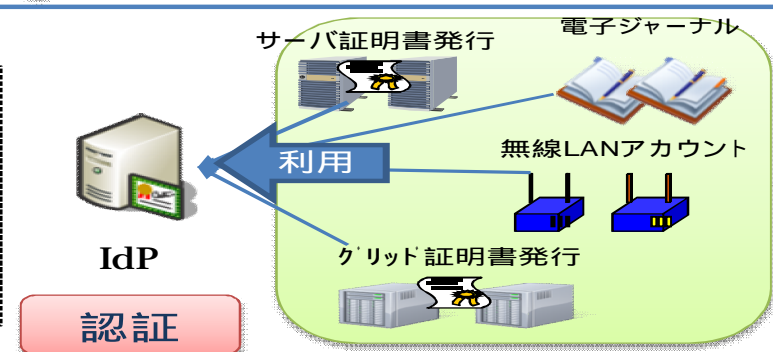 サーバ証明書発行
電子ジャーナル
利用
無線LANアカウント
IdP
グリッド証明書発行
認証